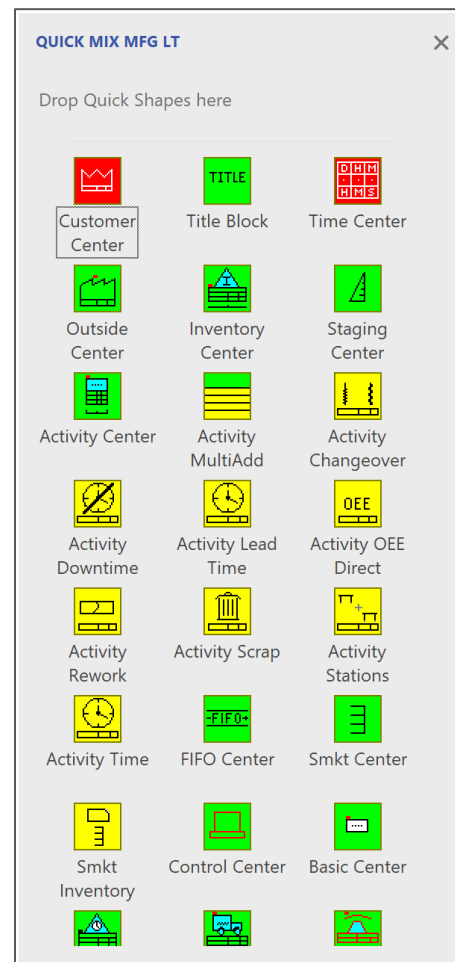 QUICK MIX MFG LT
Drop Quick Shapes here
TITLE
D H M
H M S
Customer
Center
Title Block
Time Center
I
Outside
Center
Inventory
Center
Staging
Center
Activity Center
Activity
MultiAdd
Activity
Changeover
OEE
Activity
Downtime
Activity Lead
Time
Activity OEE
Direct
Activity
Rework
Activity Scrap
Activity
Stations
FIFO
Activity Time
FIFO Center
Smkt Center
Smkt
Inventory
Control Center
Basic Center